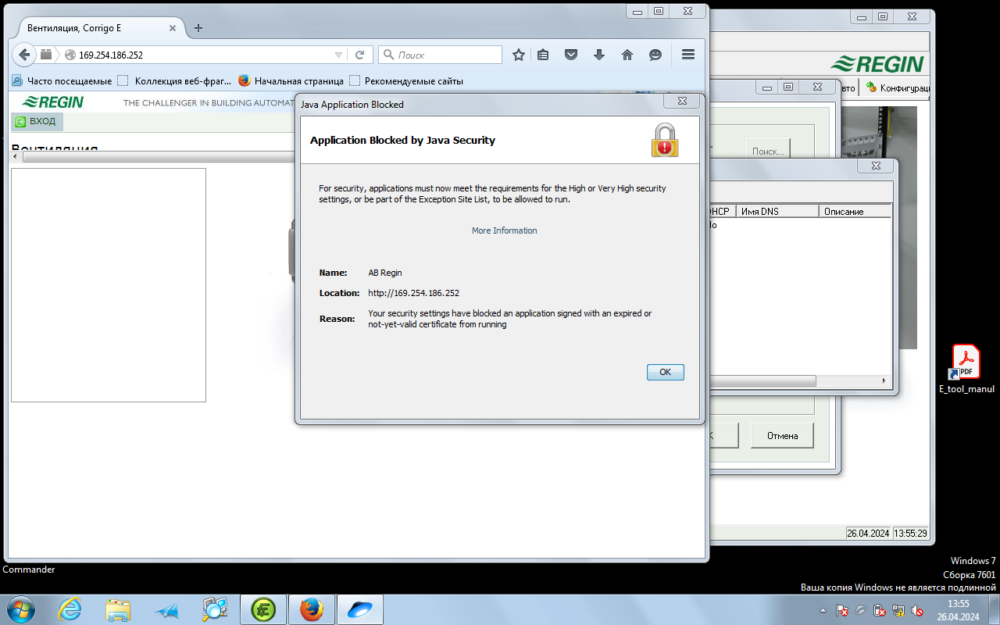 Вентиляция, Corrigo E
169.254.186.252
Поиск
Часто посещаемые
Коллекция веб-фраг...
Начальная страница
Рекомендуемые сайты
REGIN
THE CHALLENGER IN BUILDING AUTOMAT
ВХОД
Вентиляция
Java Application Blocked
Application Blocked by Java Security
For security, applications must now meet the requirements for the High or Very High security
settings, or be part of the Exception Site List, to be allowed to run.
More Information
Name: AB Regin
Location: http://169.254.186.252
Reason: Your security settings have blocked an application signed with an expired or
not-yet-valid certificate from running
OK
REGIN
вто
Конфигурац
Поиск...
HCP
Имя DNS
Описание
Отмена
26.04.2024
13:55:29
PDF
E_tool_manul
Commander
Windows 7
Сборка 7601
Ваша копия Windows не является подлинной
13:55
26.04.2024